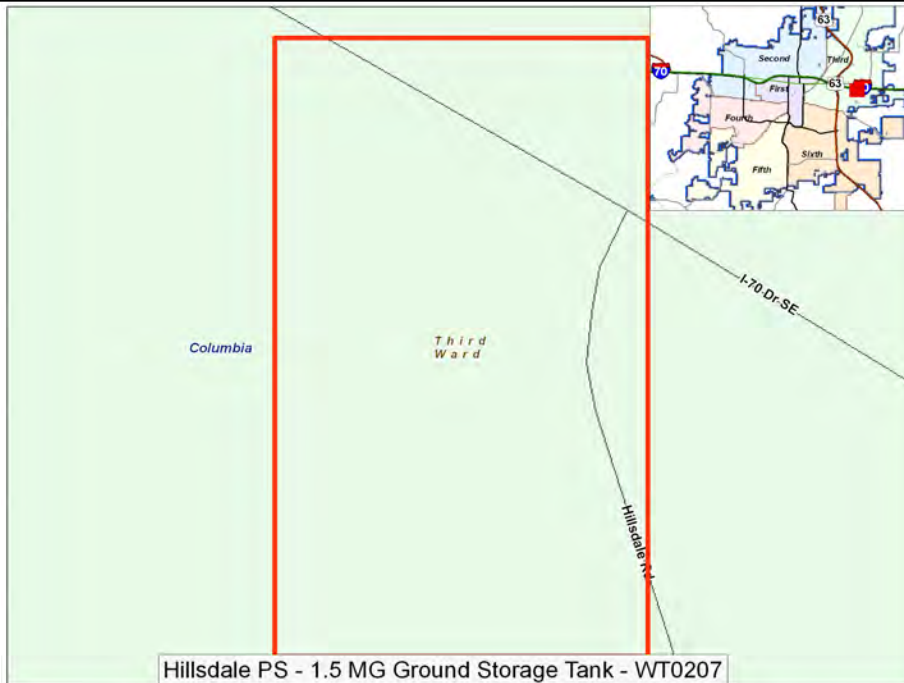 63
Second
Third
70
63
First
Fourth
Sixth
Fifth
I-70 Dr SE
Columbia
Third
Ward
Hillsdale Rd
Hillsdale PS - 1.5 MG Ground Storage Tank - WT0207